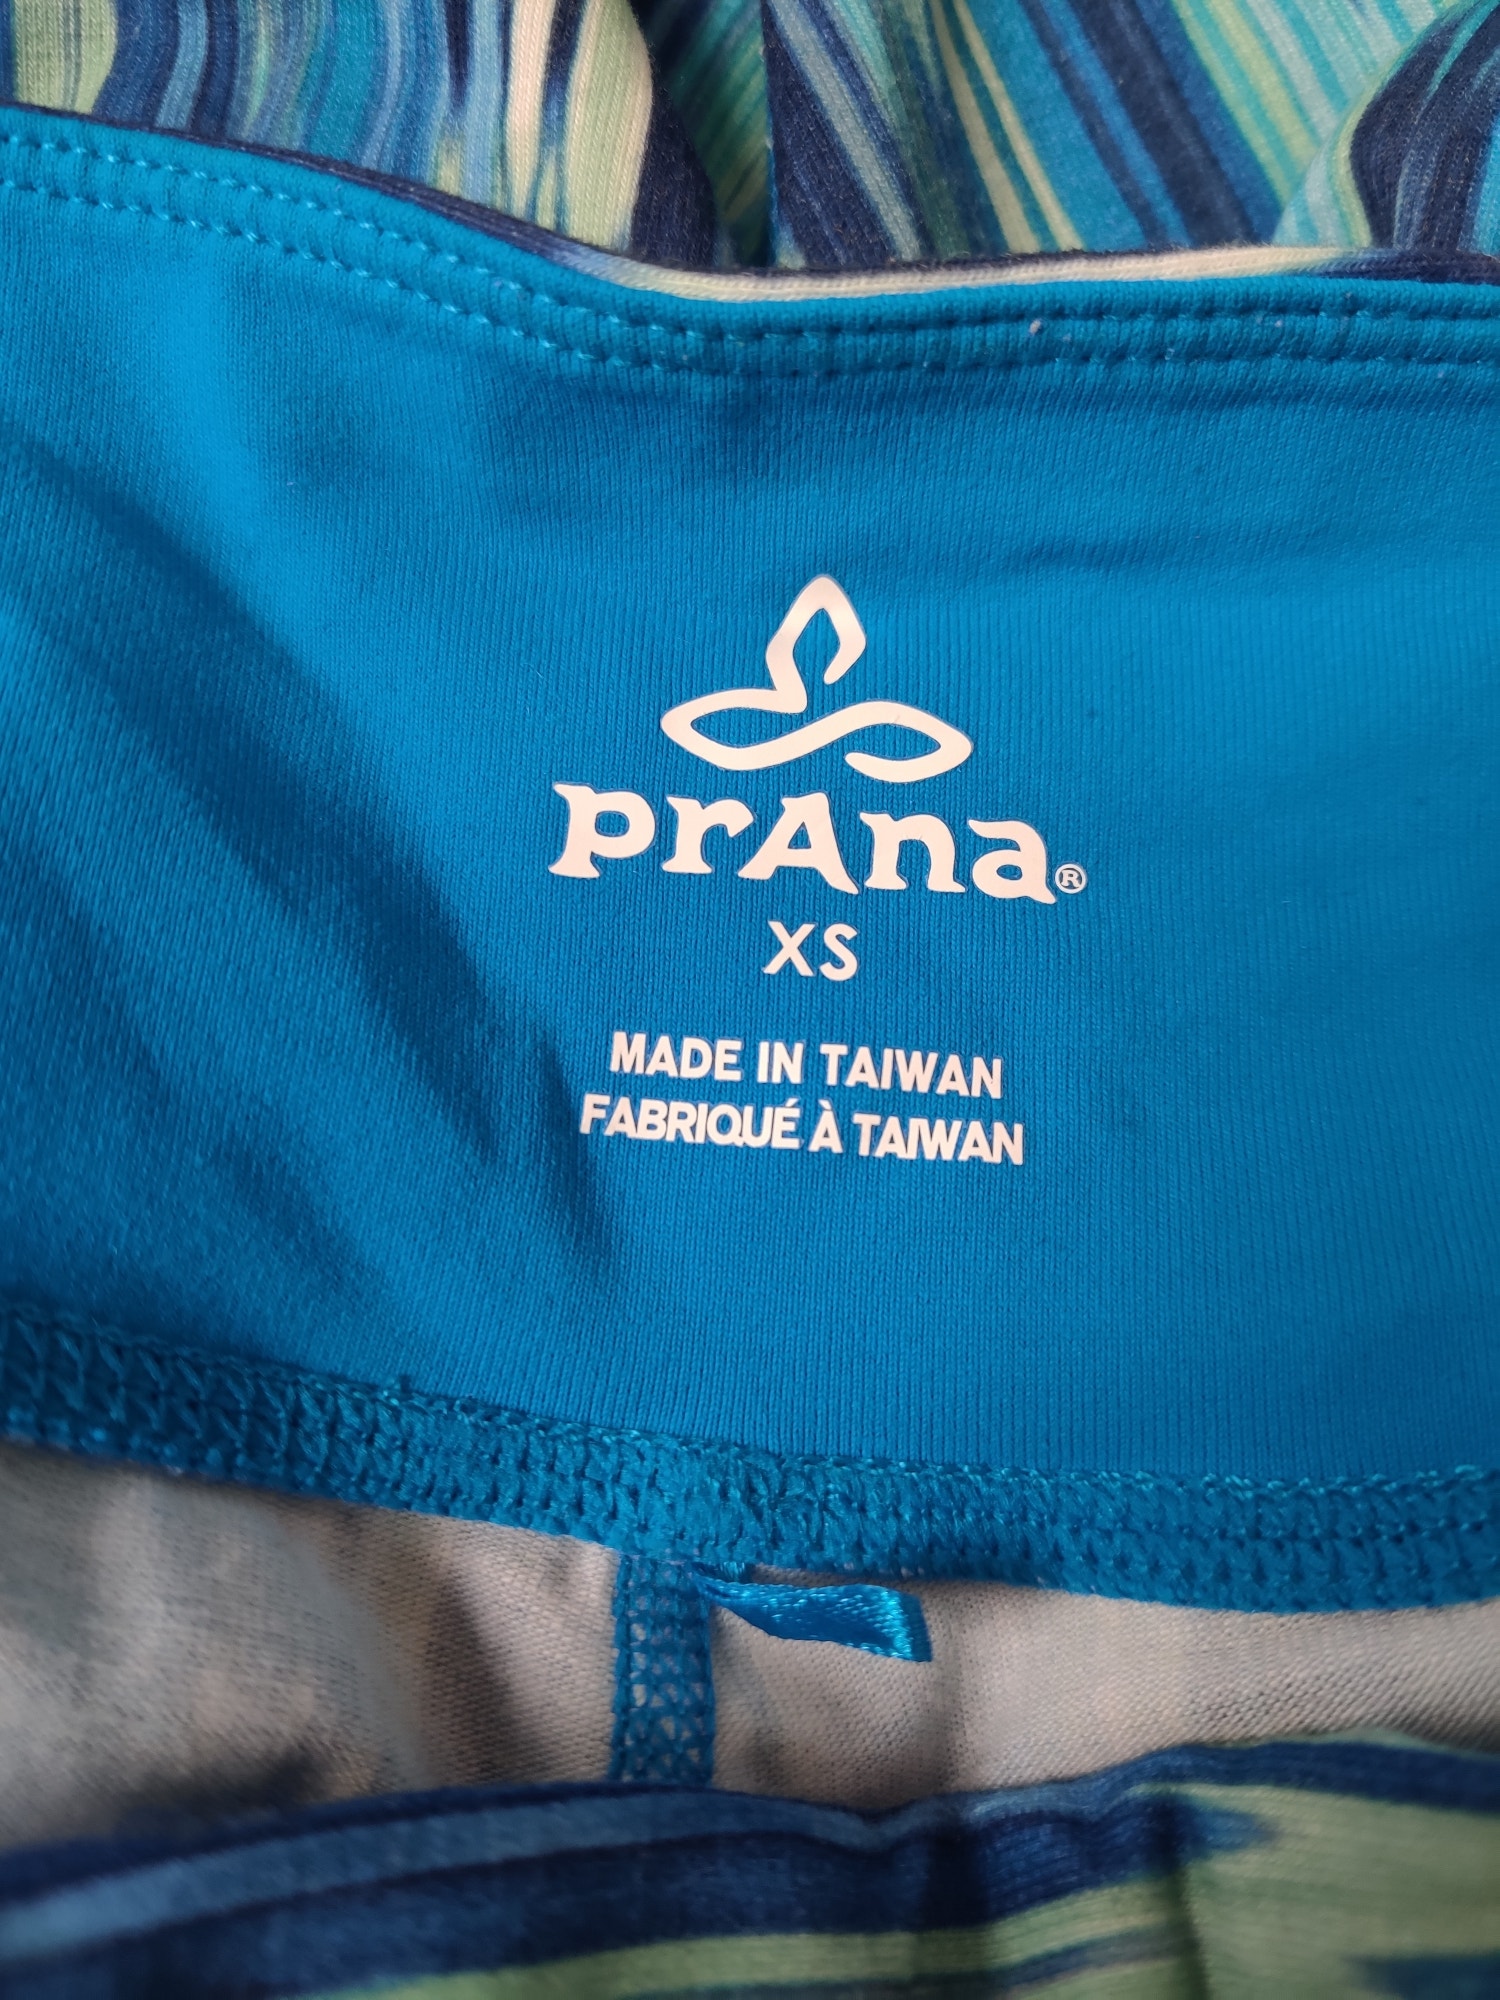 prAna®
XS
MADE IN TAIWAN
FABRIQUÉ À TAIWAN